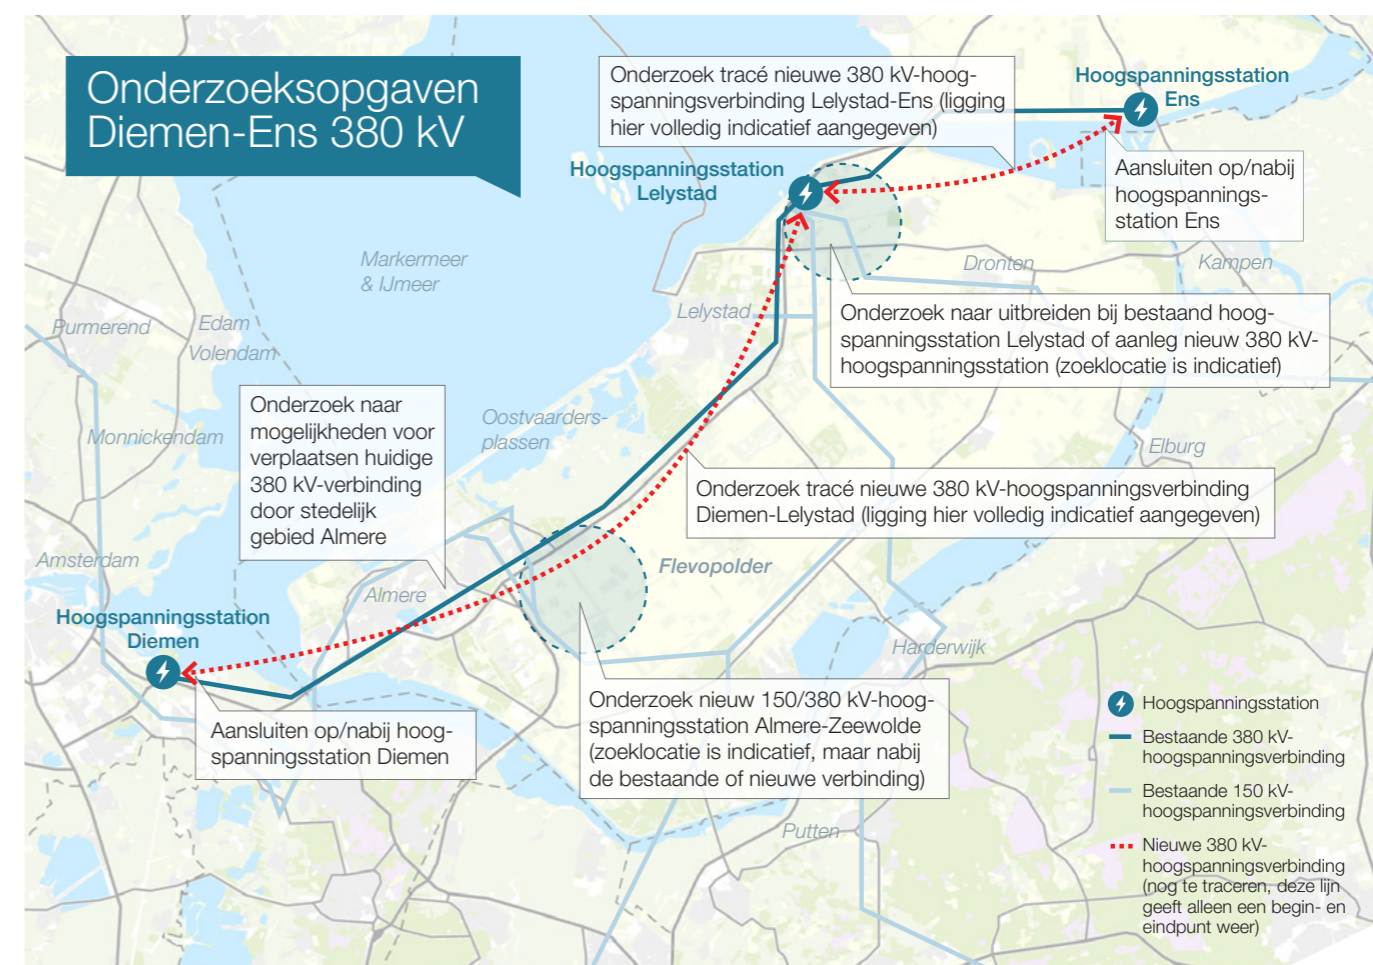 Onderzoeksopgaven
Diemen-Ens 380 kV
Onderzoek tracé nieuwe 380 kV-hoog-
spanningsverbinding Lelystad-Ens (ligging
hier volledig indicatief aangegeven)
Hoogspanningsstation
Ens
Hoogspanningsstation
Lelystad
Aansluiten op/nabij
hoogspannings-
station Ens
Markermeer
& IJmeer
Dronten
Kampen
Lelystad
Onderzoek naar uitbreiden bij bestaand hoog-
spanningsstation Lelystad of aanleg nieuw 380 kV-
hoogspanningsstation (zoeklocatie is indicatief)
Purmerend
Edam
Volendam
Onderzoek naar
mogelijkheden voor
verplaatsen huidige
380 kV-verbinding
door stedelijk
gebied Almere
Monnickendam
Oostvaarders-
plassen
Elburg
Onderzoek tracé nieuwe 380 kV-hoogspanningsverbinding
Diemen-Lelystad (ligging hier volledig indicatief aangegeven)
Amsterdam
Almere
Flevopolder
Hoogspanningsstation
Diemen
Harderwijk
Aansluiten op/nabij hoog-
spanningsstation Diemen
Onderzoek nieuw 150/380 kV-hoog-
spanningsstation Almere-Zeewolde
(zoeklocatie is indicatief, maar nabij
de bestaande of nieuwe verbinding)
Putten
Hoogspanningsstation
Bestaande 380 kV-
hoogspanningsverbinding
Bestaande 150 kV-
hoogspanningsverbinding
Nieuwe 380 kV-
hoogspanningsverbinding
(nog te traceren, deze lijn
geeft alleen een begin- en
eindpunt weer)